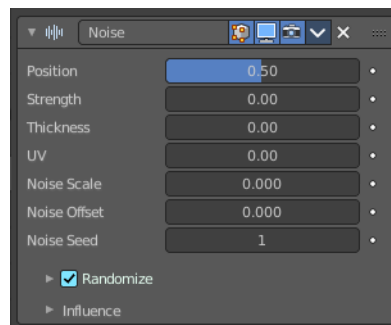 Noise
Position 0.50
Strength 0.00
Thickness 0.00
UV 0.00
Noise Scale 0.000
Noise Offset 0.000
Noise Seed 1
Randomize
Influence